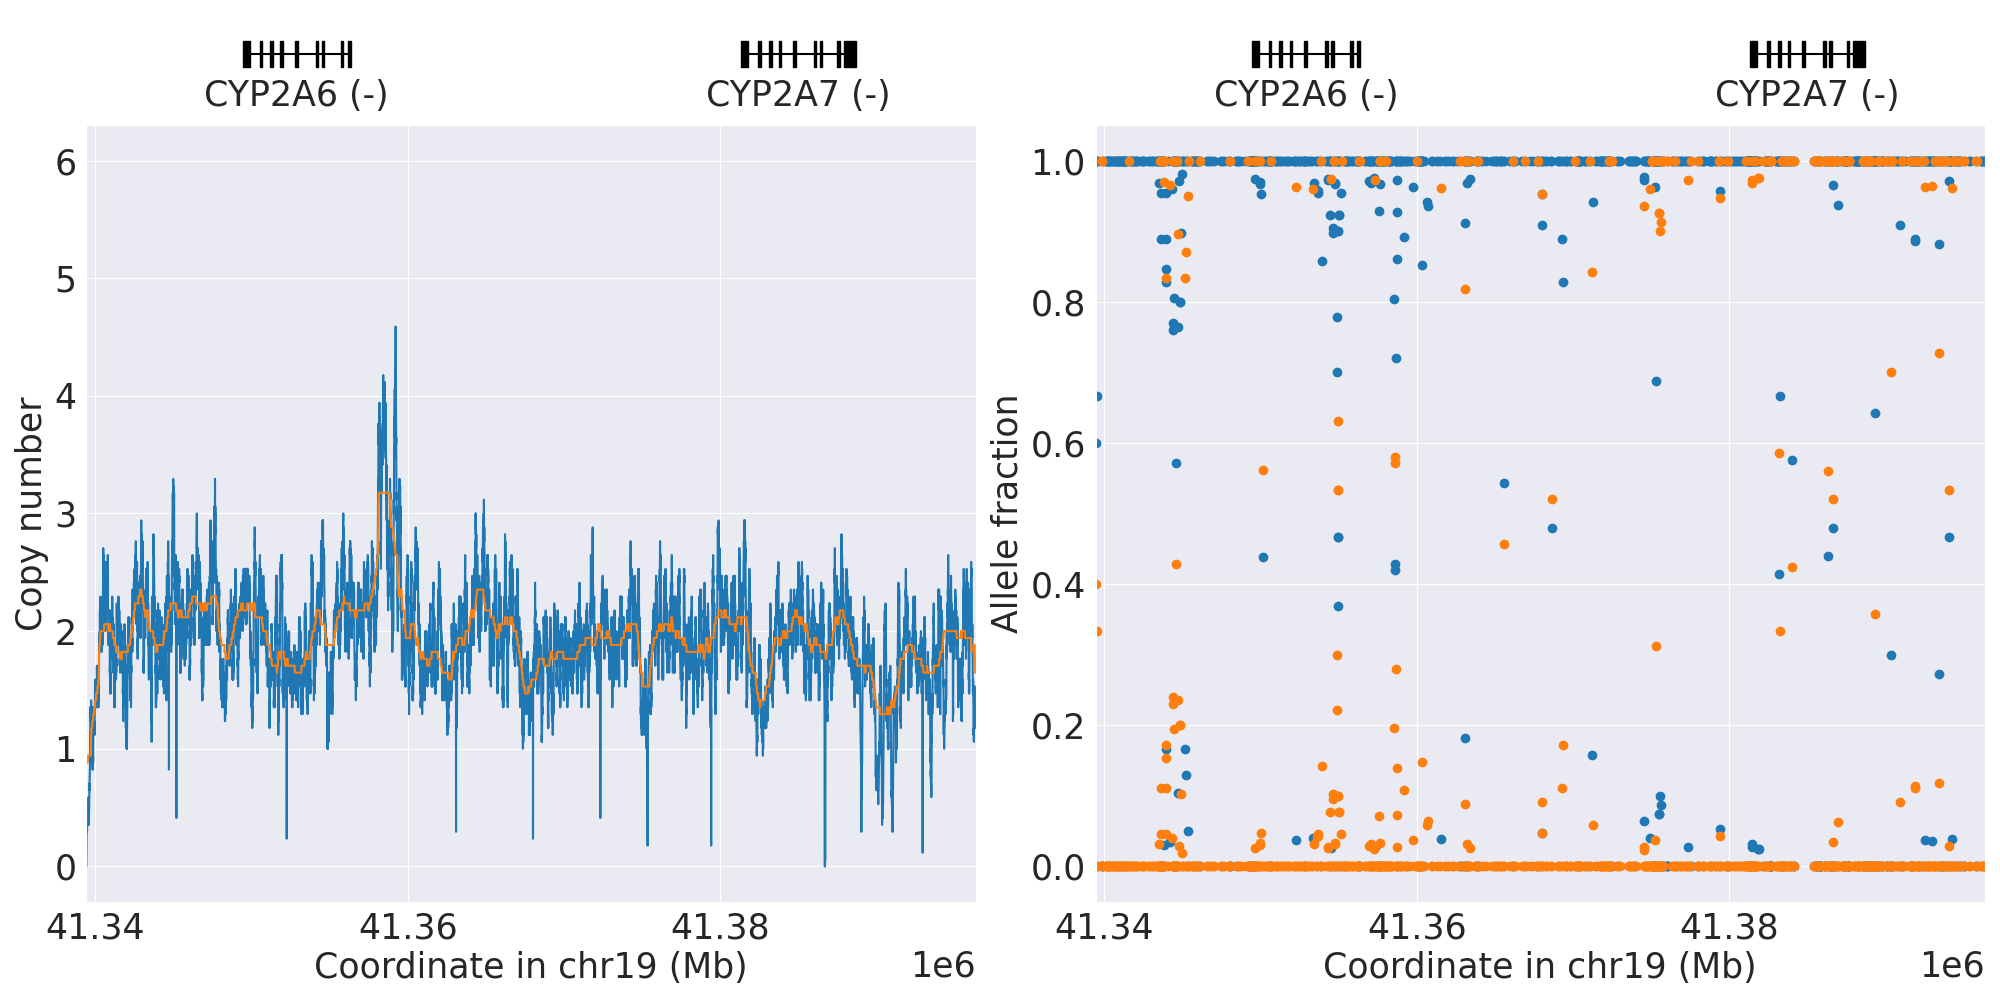 CYP2A6 (-) CYP2A7 (-)
6
5
4
3
2
1
0
Copy number
41.34 41.36 41.38
Coordinate in chr19 (Mb) 1e6
CYP2A6 (-) CYP2A7 (-)
1.0
0.8
0.6
0.4
0.2
0.0
Allele fraction
41.34 41.36 41.38
Coordinate in chr19 (Mb) 1e6